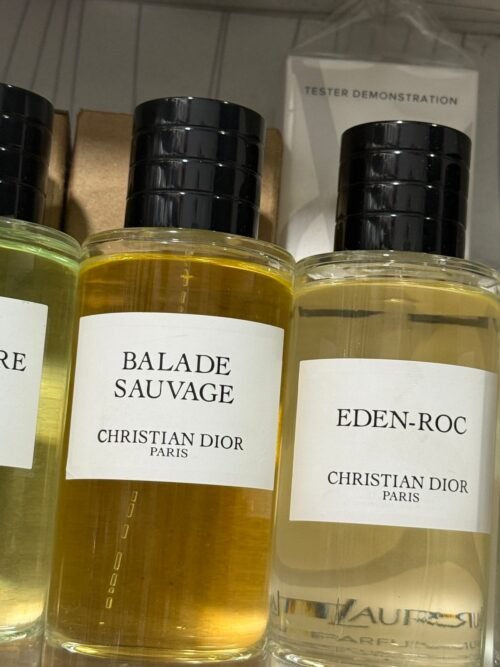 TESTER DEMONSTRATION
RE
BALADE
SAUVAGE
CHRISTIAN DIOR
PARIS
EDEN-ROC
CHRISTIAN DIOR
PARIS